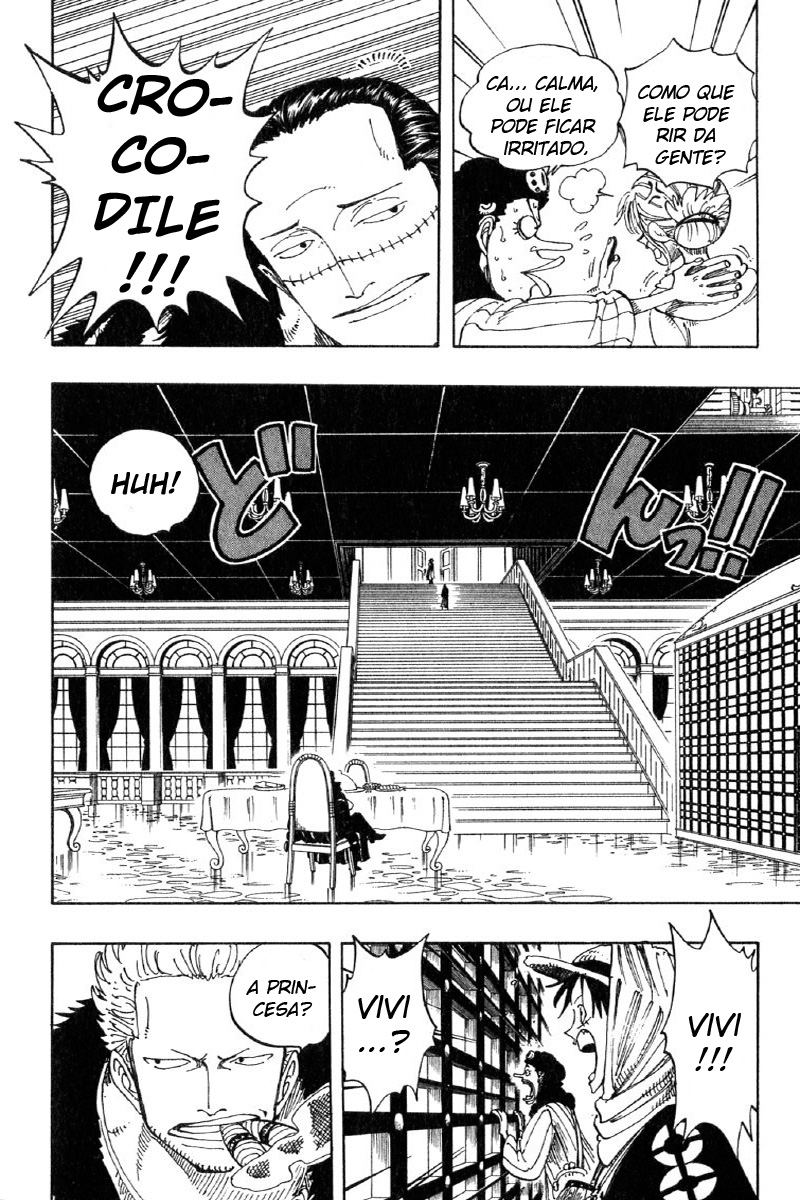 CRO-
CO-
DILE
!!!
CA... CALMA,
OU ELE
PODE FICAR
IRRITADO.
COMO QUE
ELE PODE
RIR DA
GENTE?
HUH!
ど!!
んっ...!!
A PRIN-
CESA?
VIVI
...?
VIVI
!!!